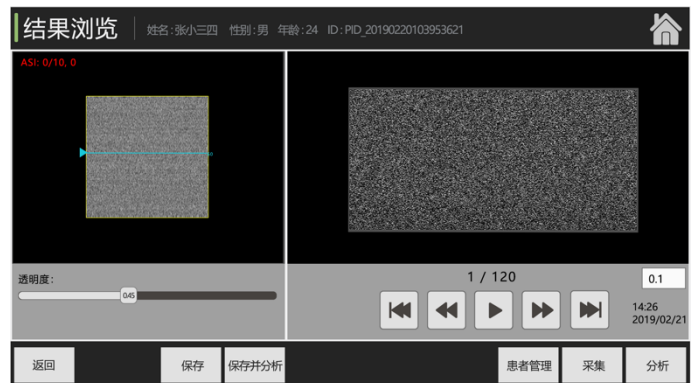 结果浏览 姓名:张小三四 性别:男 年龄:24 ID:PID_20190220103953621
ASI: 0/10, 0
透明度:
0.45
1 / 120
0.1
14:26
2019/02/21
返回 保存 保存并分析 患者管理 采集 分析